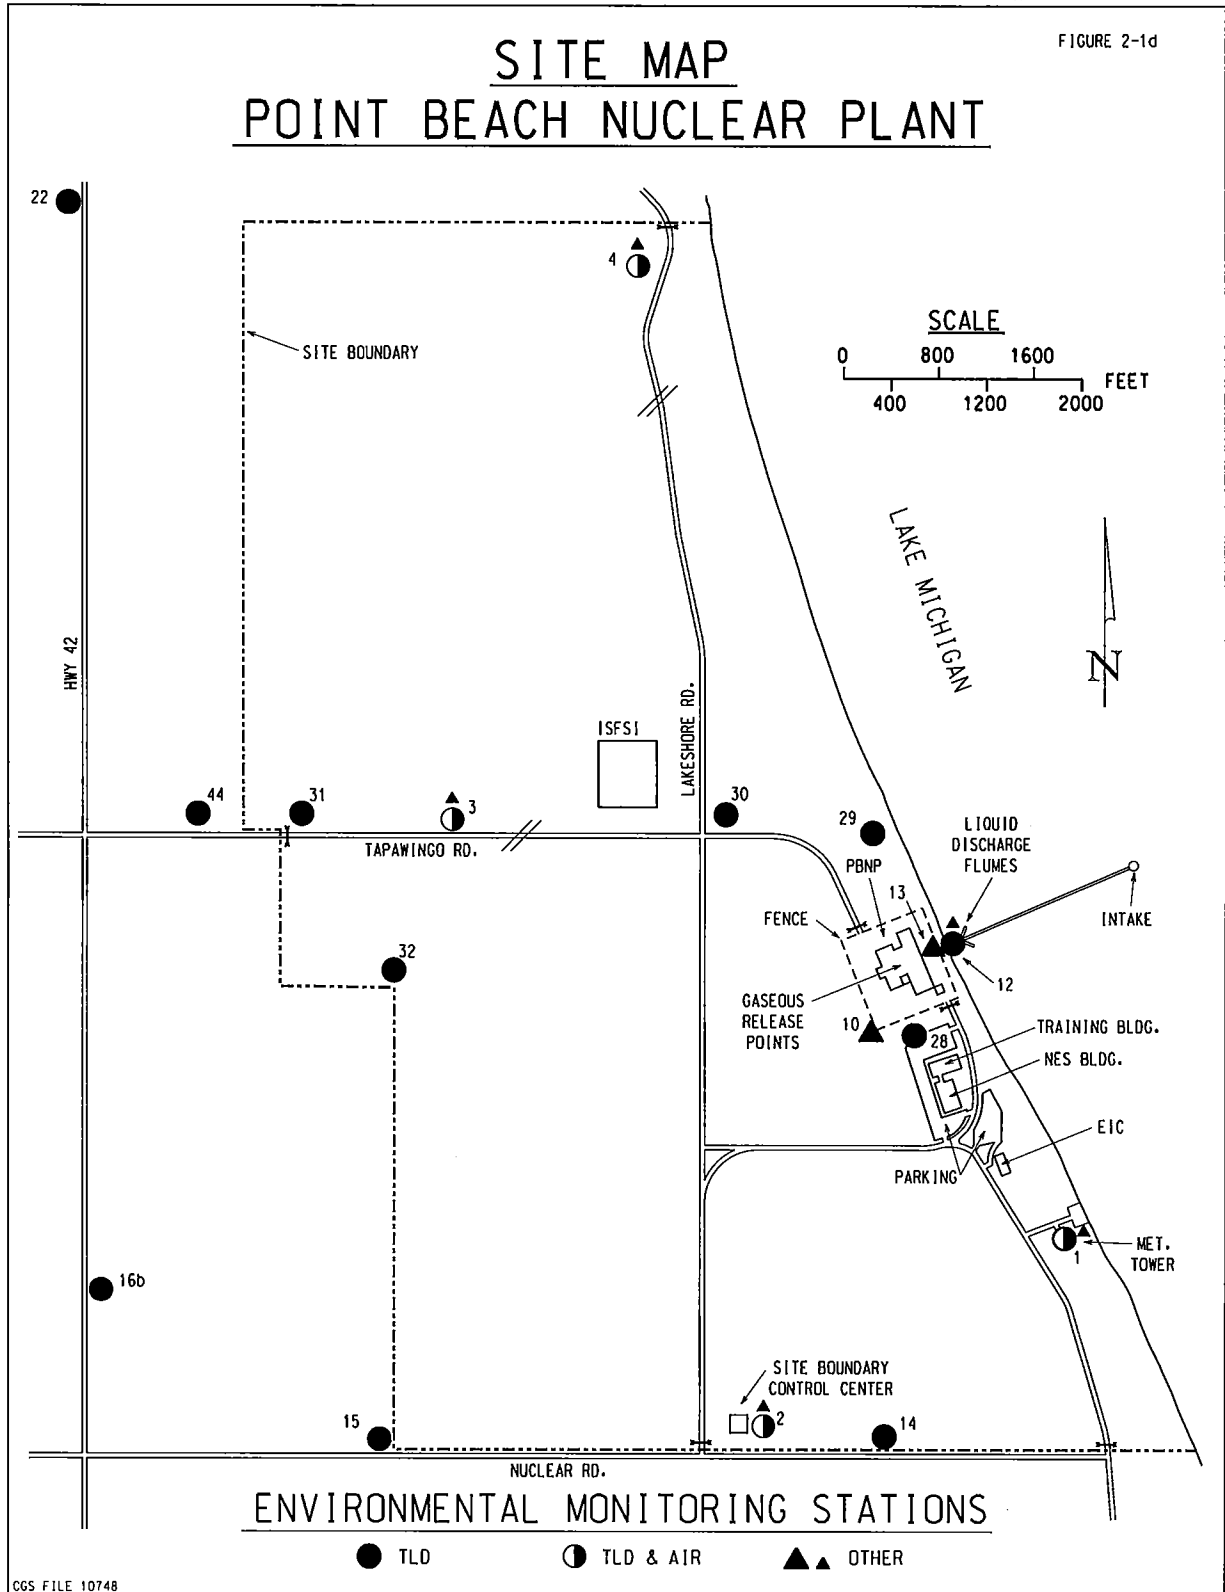 FIGURE 2-1d
SITE MAP
POINT BEACH NUCLEAR PLANT
22
4
SITE BOUNDARY
SCALE
0 800 1600
FEET
400 1200 2000
LAKE MICHIGAN
N
HWY 42
LAKESHORE RD.
ISFSI
44
31
3
30
29
TAPAWINGO RD.
LIQUID
DISCHARGE
FLUMES
PBNP
13
INTAKE
FENCE
32
12
GASEOUS
RELEASE
POINTS
10
28
TRAINING BLDG.
NES BLDG.
EIC
PARKING
MET.
TOWER
1
16b
SITE BOUNDARY
CONTROL CENTER
15
2
14
NUCLEAR RD.
ENVIRONMENTAL MONITORING STATIONS
TLD
TLD & AIR
OTHER
CGS FILE 10748